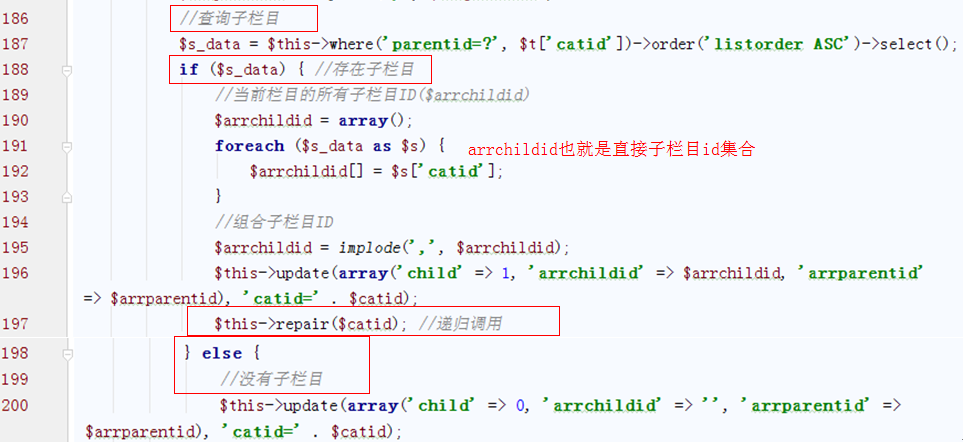 186 //查询子栏目
187 $s_data = $this->where('parentid=?', $t['catid'])->order('listorder ASC')->select();
188 if ($s_data) { //存在子栏目
189 //当前栏目的所有子栏目ID($arrchildid)
190 $arrchildid = array();
191 foreach ($s_data as $s) { arrchildid也就是直接子栏目id集合
192 $arrchildid[] = $s['catid'];
193 }
194 //组合子栏目ID
195 $arrchildid = implode(',', $arrchildid);
196 $this->update(array('child' => 1, 'arrchildid' => $arrchildid, 'arrparentid'
=> $arrparentid), 'catid=' . $catid);
197 $this->repair($catid); //递归调用
198 } else {
199 //没有子栏目
200 $this->update(array('child' => 0, 'arrchildid' => '', 'arrparentid' =>
$arrparentid), 'catid=' . $catid);